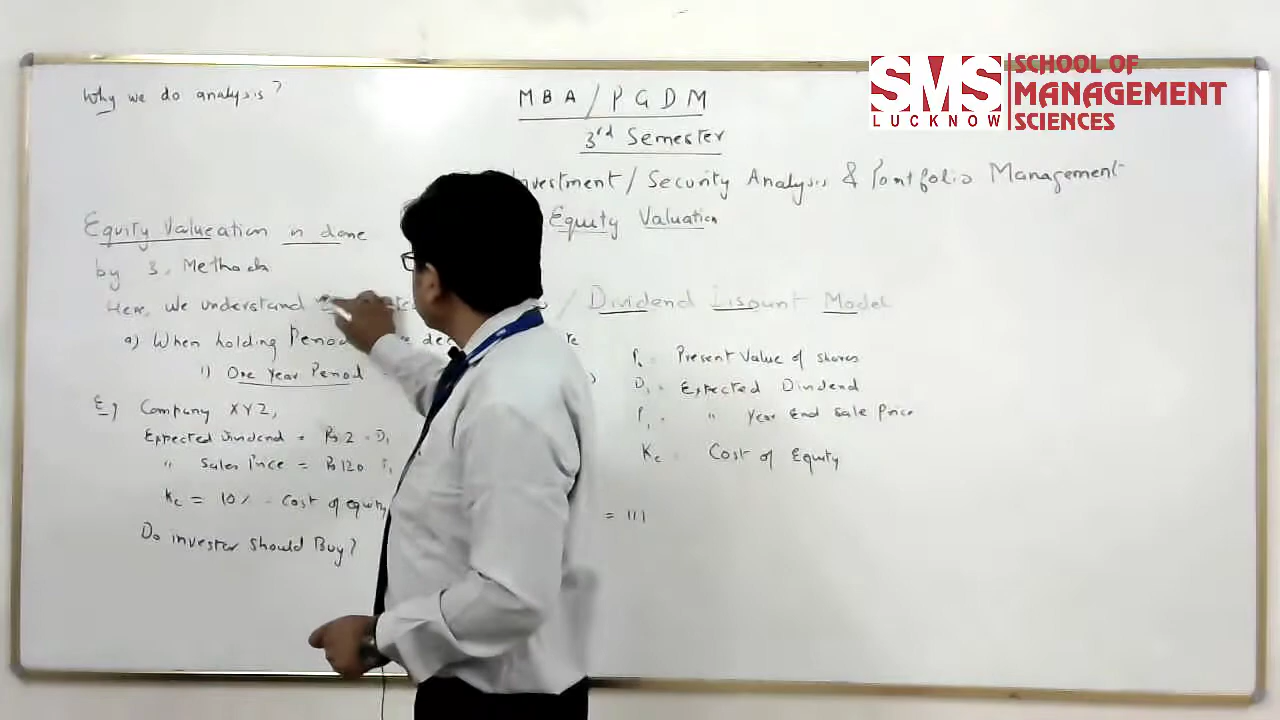 Why we do analysis?
MBA/PGDM
SMS
LUCKNOW
SCHOOL OF
MANAGEMENT
SCIENCES
3rd Semester
Investment/Security Analysis & Portfolio Management
Equity Valuation
Equity Valueation is done
by 3 Methods
Here, we understand / Dividend Discount Model
a) When holding Period
1) One Year Period
P₀ = Present Value of shares
D₁ = Expected Dividend
P₁ = " Year End Sale Price
Kc = Cost of Equity
Eg Company XYZ,
Expected Dividend = Rs 2 = D₁
" Sales Price = Rs 120 P₁
Kc = 10% - Cost of equity
= 111
Do investor should Buy?